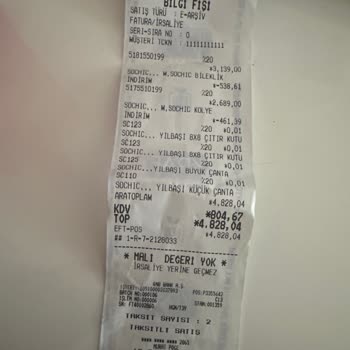 BİLGİ FİŞİ
SATIŞ TÜRÜ : E-ARŞİV
FATURA/İRSALİYE
SERİ-SIRA NO : 0
MÜŞTERİ TCKN : 11111111111
5181550199 %20 *3,139.00
SOCHIC... W.SOCHIC BİLEKLİK
İNDİRİM *-538,61
5175510199 %20 *2,689.00
SOCHIC... W.SOCHIC KOLYE
İNDİRİM *-461,39
SC123 %20 *0,01
SOCHIC... YILBAŞI 8X8 ÇITIR KUTU
SC123 %20 *0,01
SOCHIC... YILBAŞI 8X8 ÇITIR KUTU
SC123 %20 *0,01
SOCHIC... YILBAŞI BÜYÜK ÇANTA
SC110 %20 *0,01
SOCHIC... YILBAŞI KÜÇÜK ÇANTA
ARATOPLAM *4.828,04
KDV *804,67
TOP *4.828,04
EFT-POS *4.828,04
## 1-R-7-2126033
* MALİ DEĞERİ YOK *
İRSALİYE YERİNE GEÇMEZ
TAKSİT SAYISI : 2
TAKSİTLİ SATIŞ